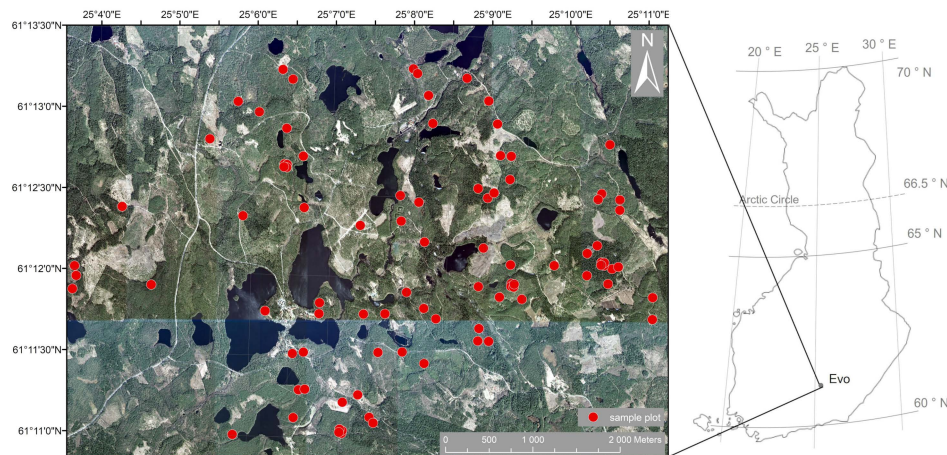 25°4'0"E 25°5'0"E 25°6'0"E 25°7'0"E 25°8'0"E 25°9'0"E 25°10'0"E 25°11'0"E
61°13'30"N
61°13'0"N
61°12'30"N
61°12'0"N
61°11'30"N
61°11'0"N
N
sample plot
0 500 1 000 2 000 Meters
20 ° E 25 ° E 30 ° E
70 ° N
66.5 ° N
Arctic Circle
65 ° N
Evo
60 ° N